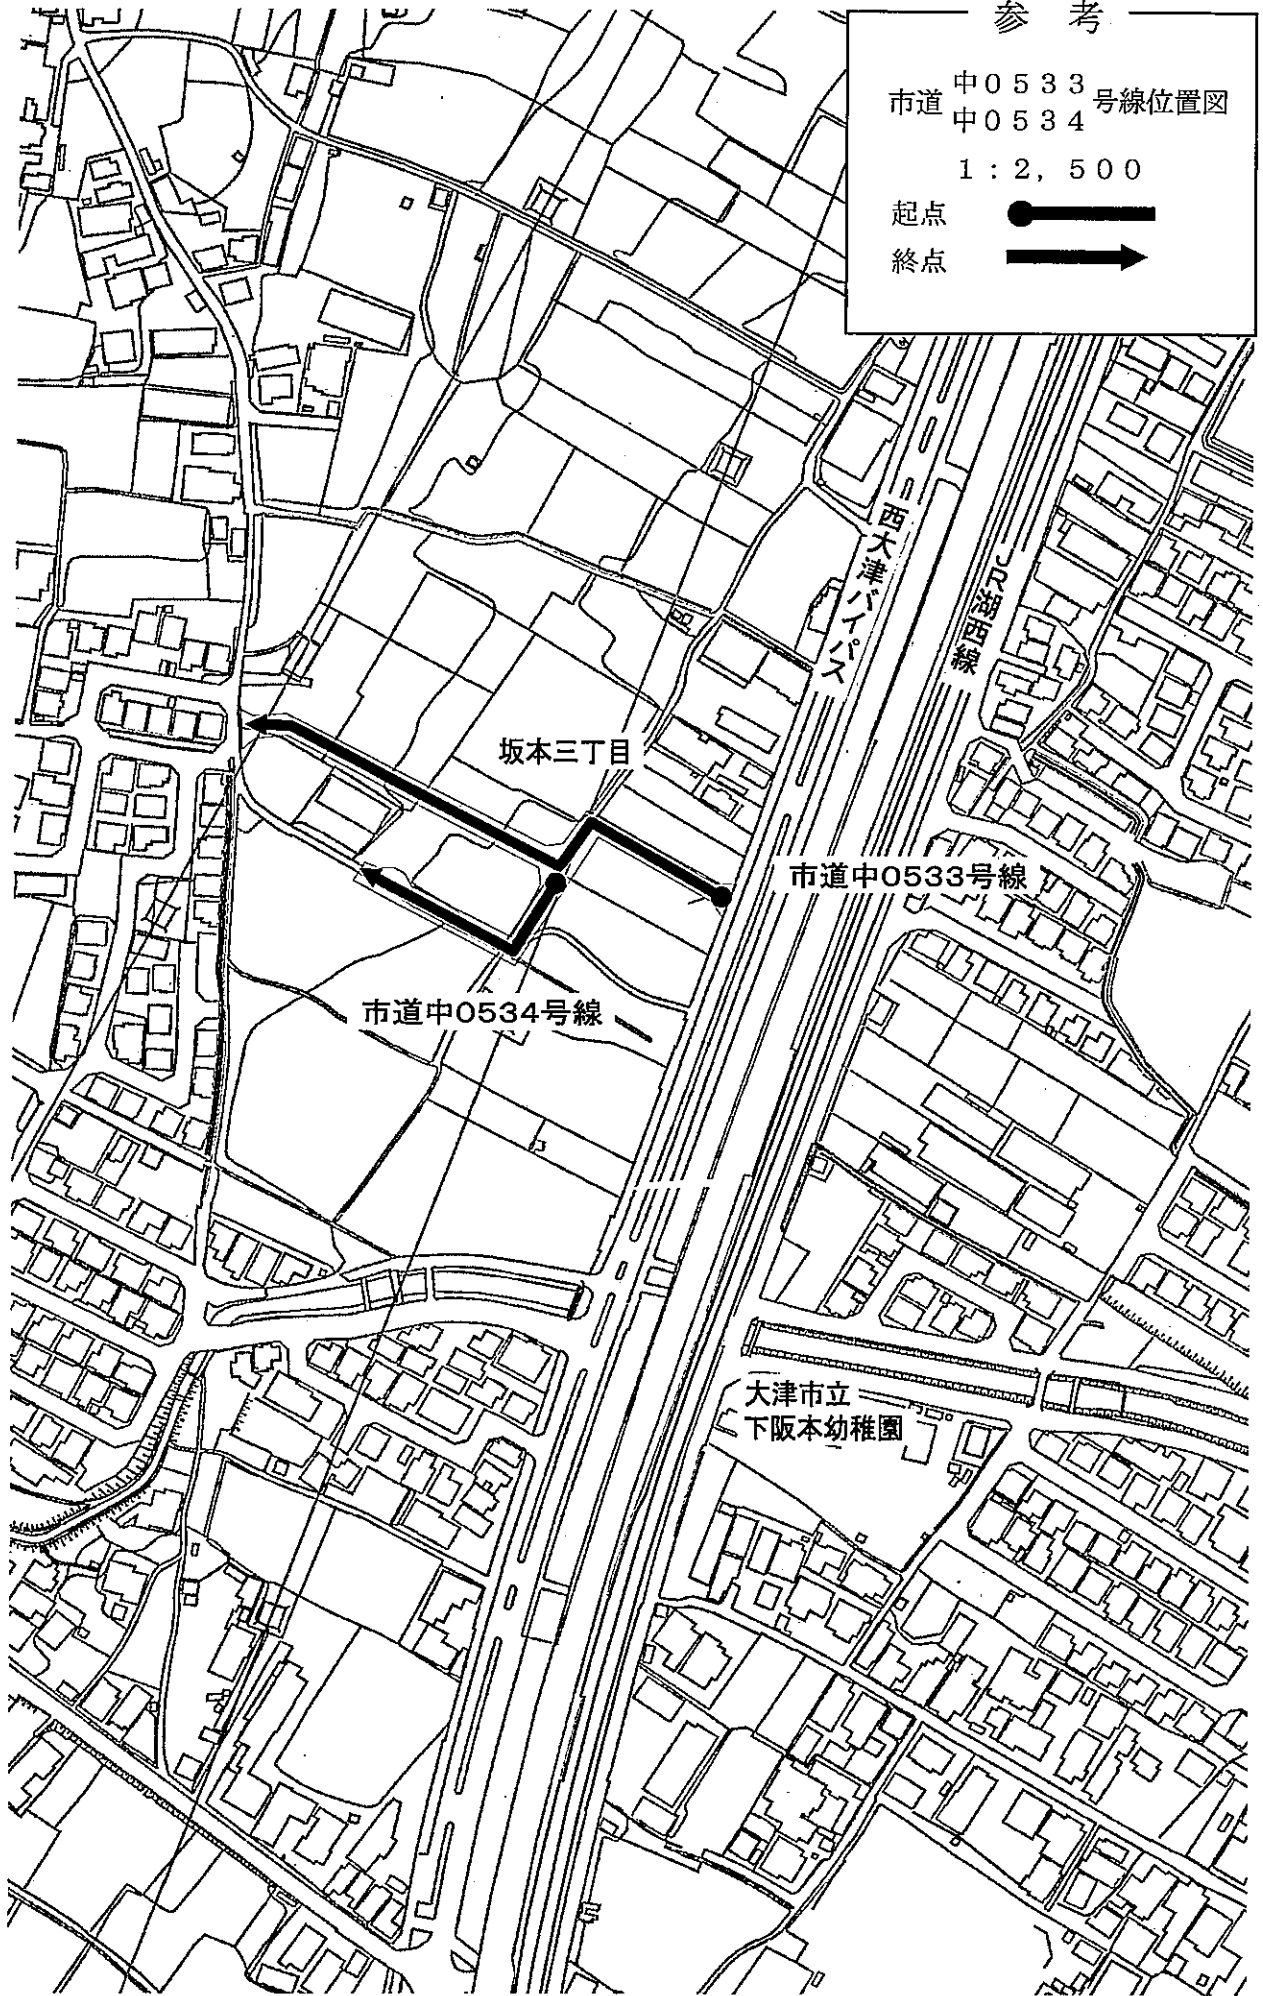 参考
市道 中0533 号線位置図
中0534
1:2,500
起点
終点
西大津バイパス
JR湖西線
坂本三丁目
市道中0533号線
市道中0534号線
大津市立
下阪本幼稚園